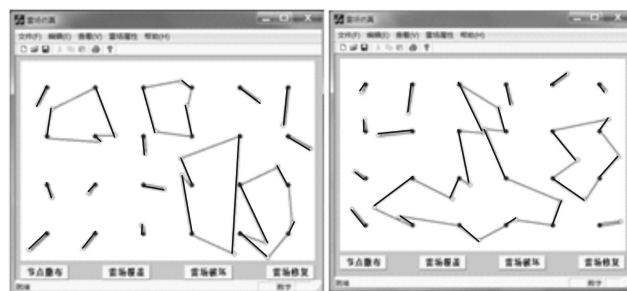 雷场仿真
文件(F) 编辑(E) 查看(V) 雷场属性 帮助(H)
节点重布 雷场覆盖 雷场破坏 雷场修复
就绪 数字
雷场仿真
文件(F) 编辑(E) 查看(V) 雷场属性 帮助(H)
节点重布 雷场覆盖 雷场破坏 雷场修复
就绪 数字